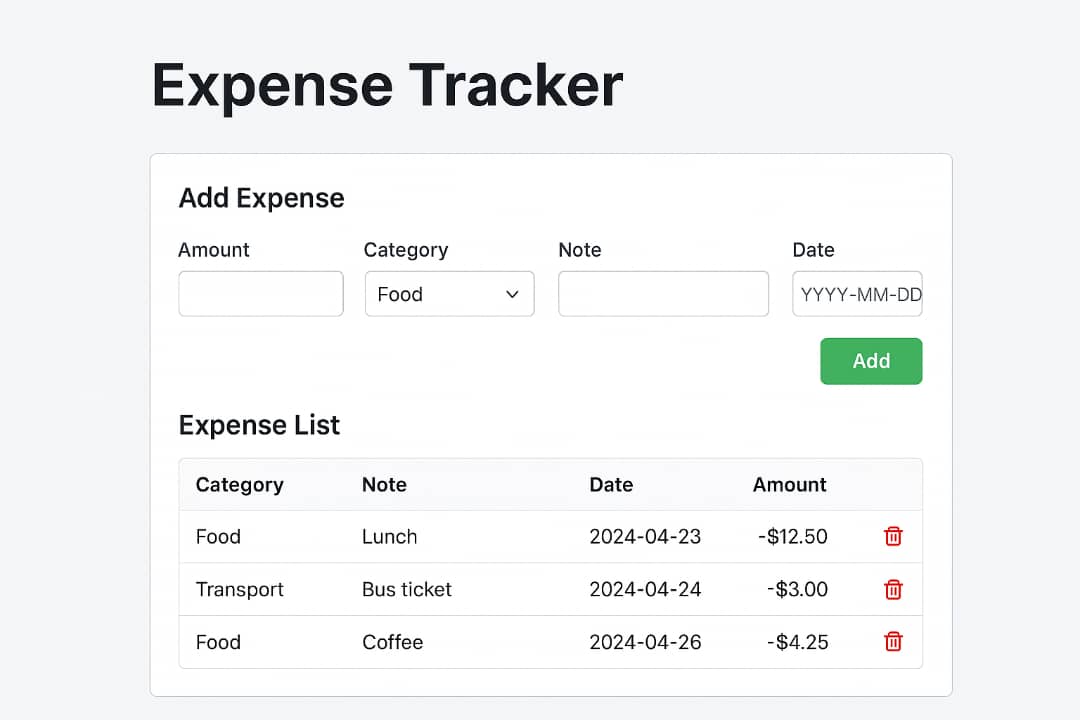 Expense Tracker
Add Expense
Amount Category Note Date
Food YYYY-MM-DD
Add
Expense List
Category Note Date Amount
Food Lunch 2024-04-23 -$12.50
Transport Bus ticket 2024-04-24 -$3.00
Food Coffee 2024-04-26 -$4.25